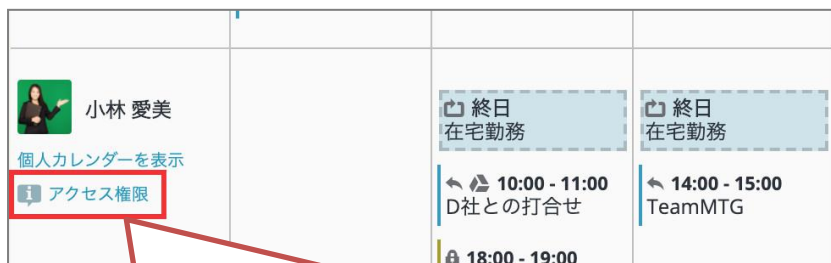 小林 愛美
個人カレンダーを表示
アクセス権限
終日
在宅勤務
10:00 - 11:00
D社との打合せ
18:00 - 19:00
終日
在宅勤務
14:00 - 15:00
TeamMTG